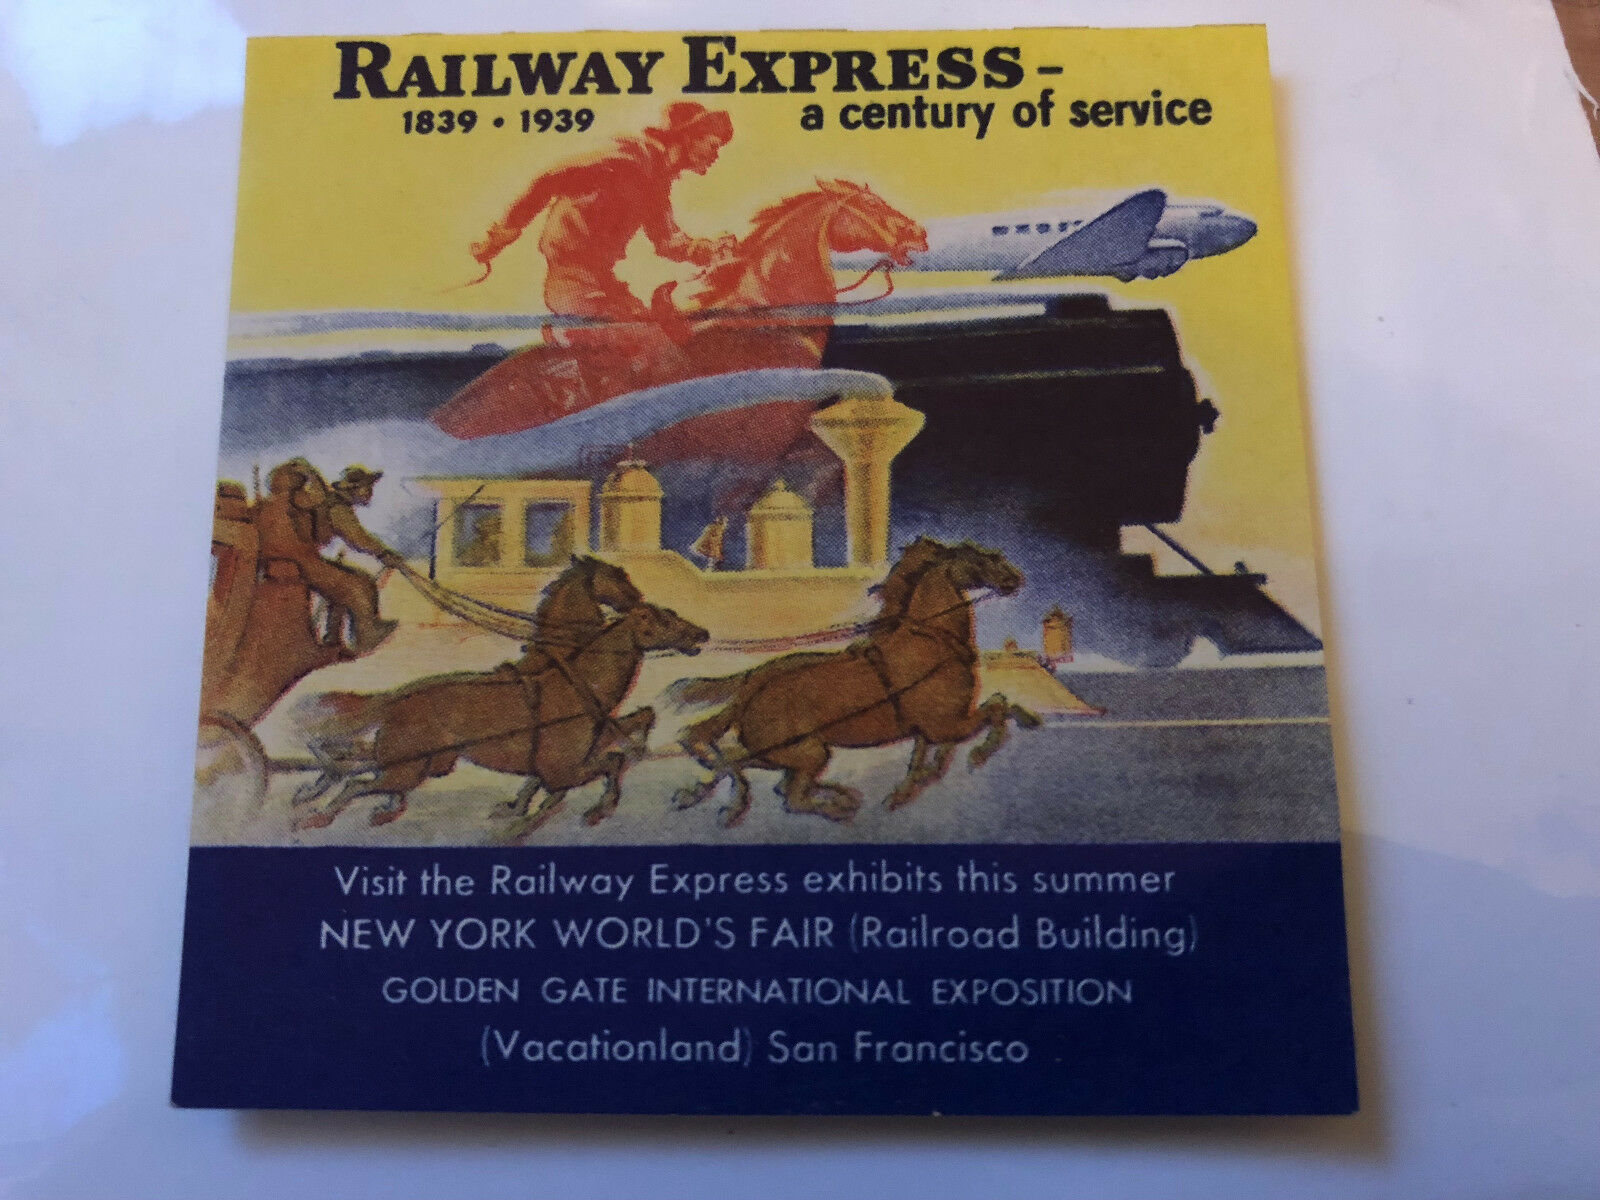 RAILWAY EXPRESS–
1839 • 1939 a century of service
Visit the Railway Express exhibits this summer
NEW YORK WORLD'S FAIR (Railroad Building)
GOLDEN GATE INTERNATIONAL EXPOSITION
(Vacationland) San Francisco